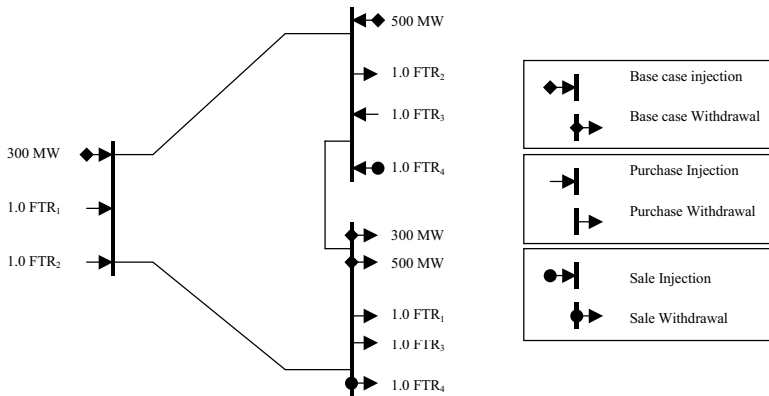 300 MW
1.0 FTR₁
1.0 FTR₂
500 MW
1.0 FTR₂
1.0 FTR₃
1.0 FTR₄
300 MW
500 MW
1.0 FTR₁
1.0 FTR₃
1.0 FTR₄
Base case injection
Base case Withdrawal
Purchase Injection
Purchase Withdrawal
Sale Injection
Sale Withdrawal